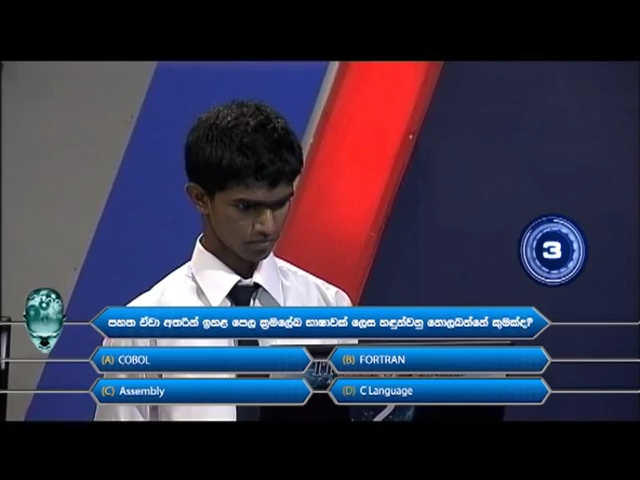 3
පහත ඒවා අතරින් ඉහළ පෙල ක්‍රමලේඛ භාෂාවක් ලෙස හඳුන්වනු නොලබන්නේ කුමක්ද?
(A) COBOL
(B) FORTRAN
(C) Assembly
(D) C Language